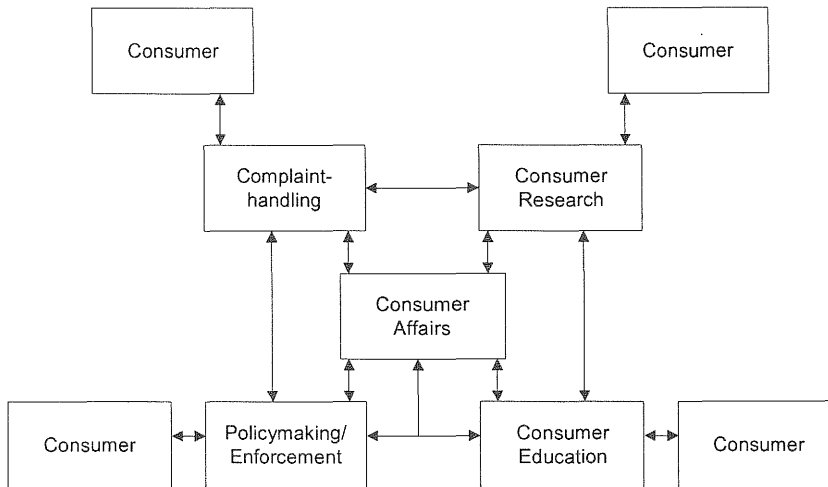 Consumer
Consumer
Complaint-
handling
Consumer
Research
Consumer
Affairs
Consumer
Policymaking/
Enforcement
Consumer
Education
Consumer